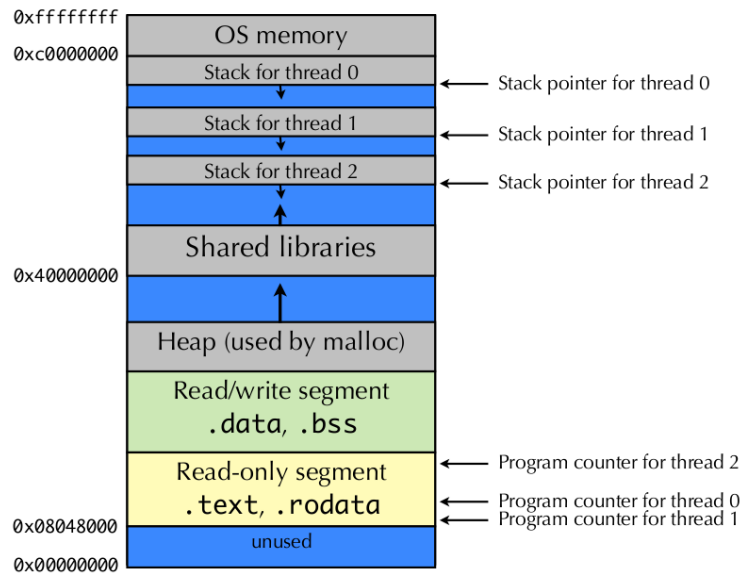 0xffffffff
OS memory
0xc0000000
Stack for thread 0
Stack pointer for thread 0
Stack for thread 1
Stack pointer for thread 1
Stack for thread 2
Stack pointer for thread 2
Shared libraries
0x40000000
Heap (used by malloc)
Read/write segment
.data, .bss
Read-only segment
Program counter for thread 2
.text, .rodata
Program counter for thread 0
Program counter for thread 1
0x08048000
unused
0x00000000